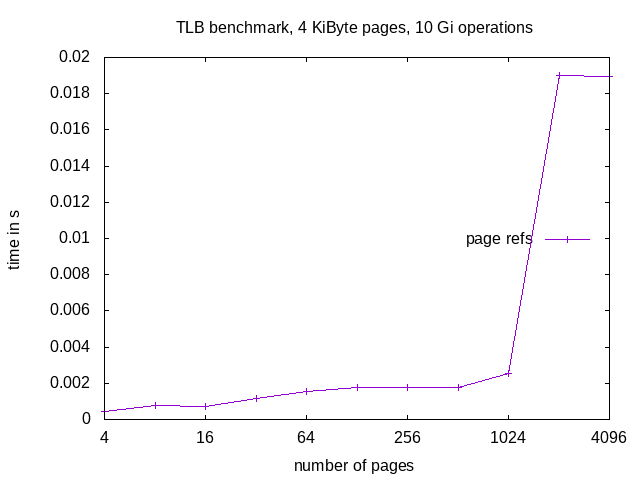 TLB benchmark, 4 KiByte pages, 10 Gi operations
0.02
0.018
0.016
0.014
0.012
0.01
0.008
0.006
0.004
0.002
0
time in s
page refs
4 16 64 256 1024 4096
number of pages